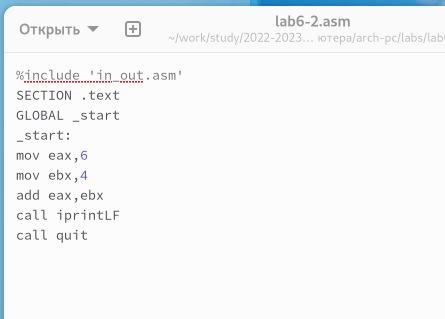 Открыть
lab6-2.asm
~/work/study/2022-2023... ютера/arch-pc/labs/lab
%include 'in_out.asm'
SECTION .text
GLOBAL _start
_start:
mov eax,6
mov ebx,4
add eax,ebx
call iprintLF
call quit